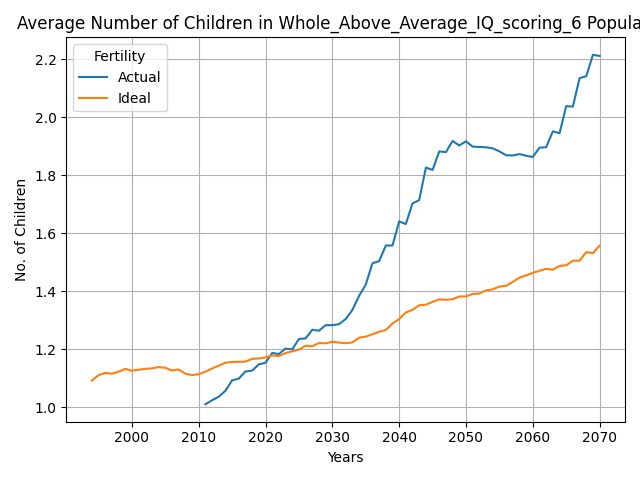 Average Number of Children in Whole_Above_Average_IQ_scoring_6 Popula
Fertility
Actual
Ideal
No. of Children
2.2
2.0
1.8
1.6
1.4
1.2
1.0
2000 2010 2020 2030 2040 2050 2060 2070
Years